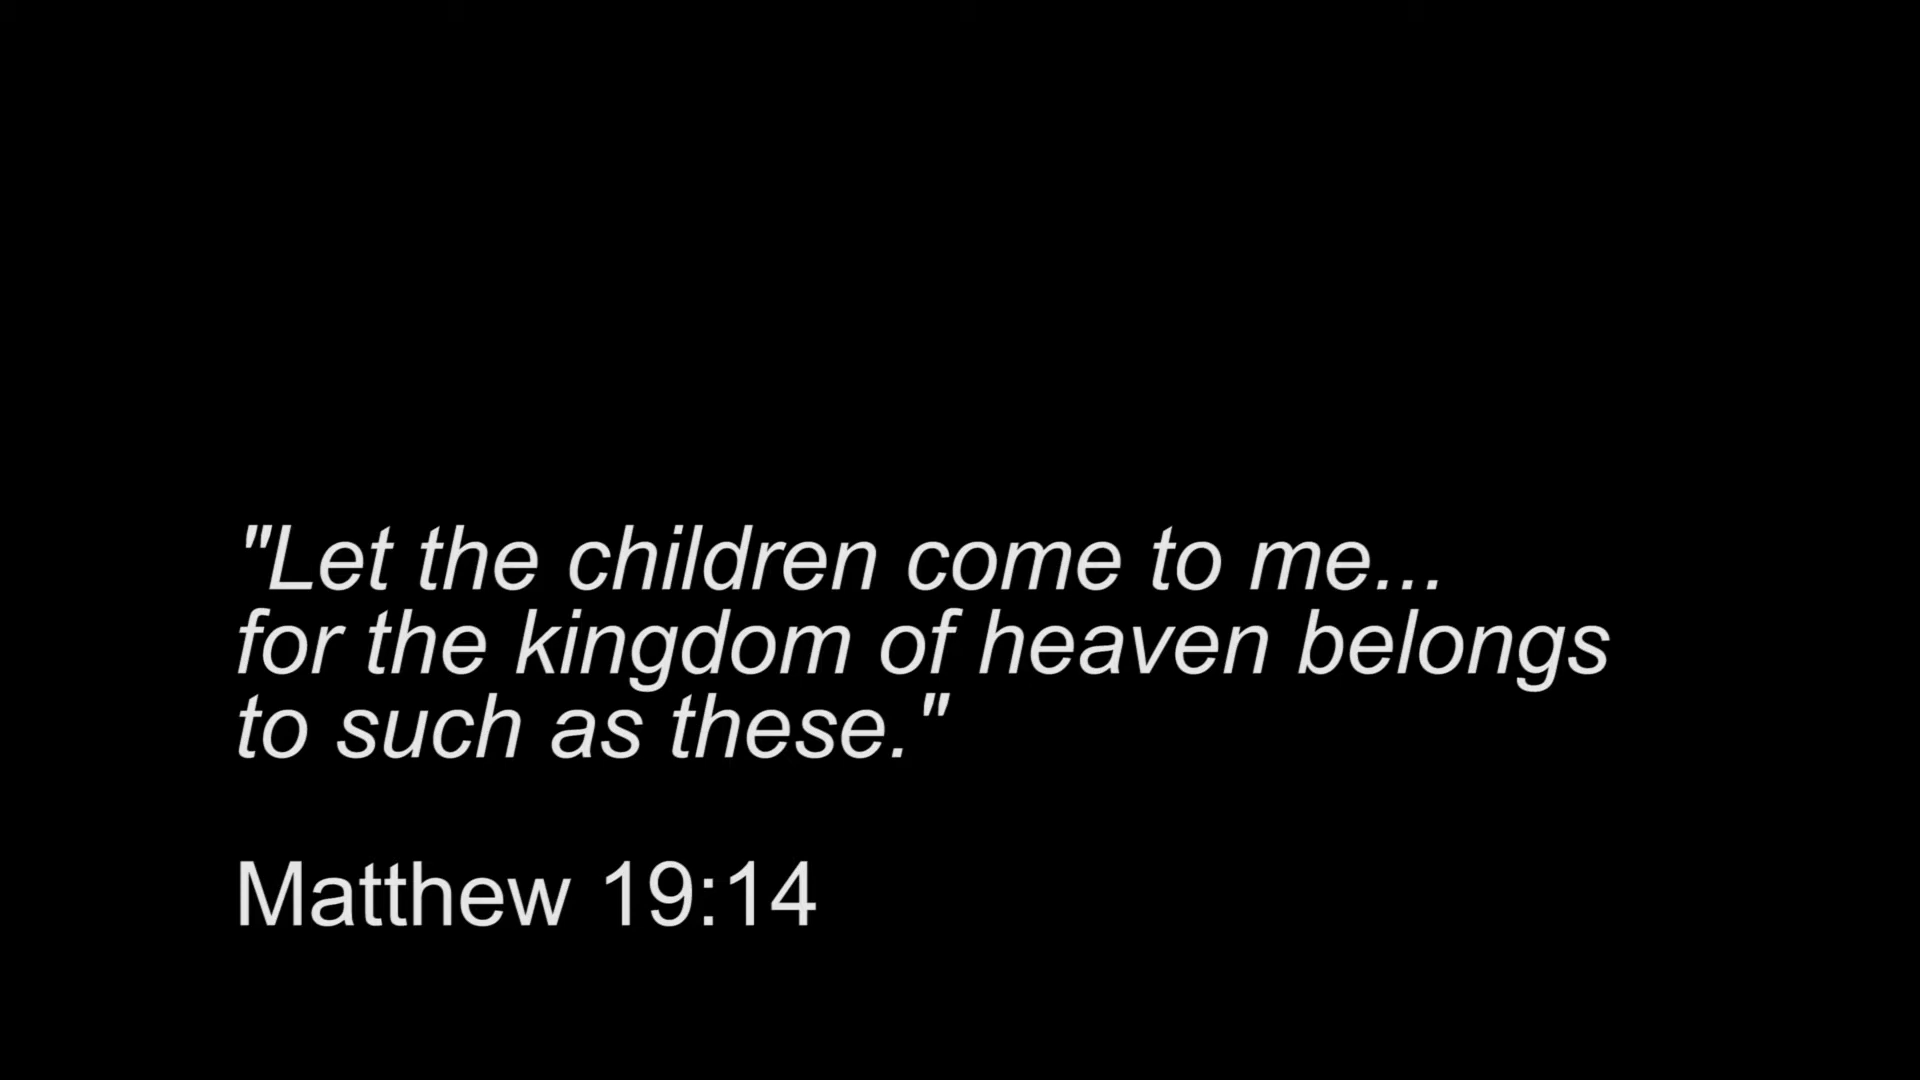 "Let the children come to me...
for the kingdom of heaven belongs
to such as these."
Matthew 19:14